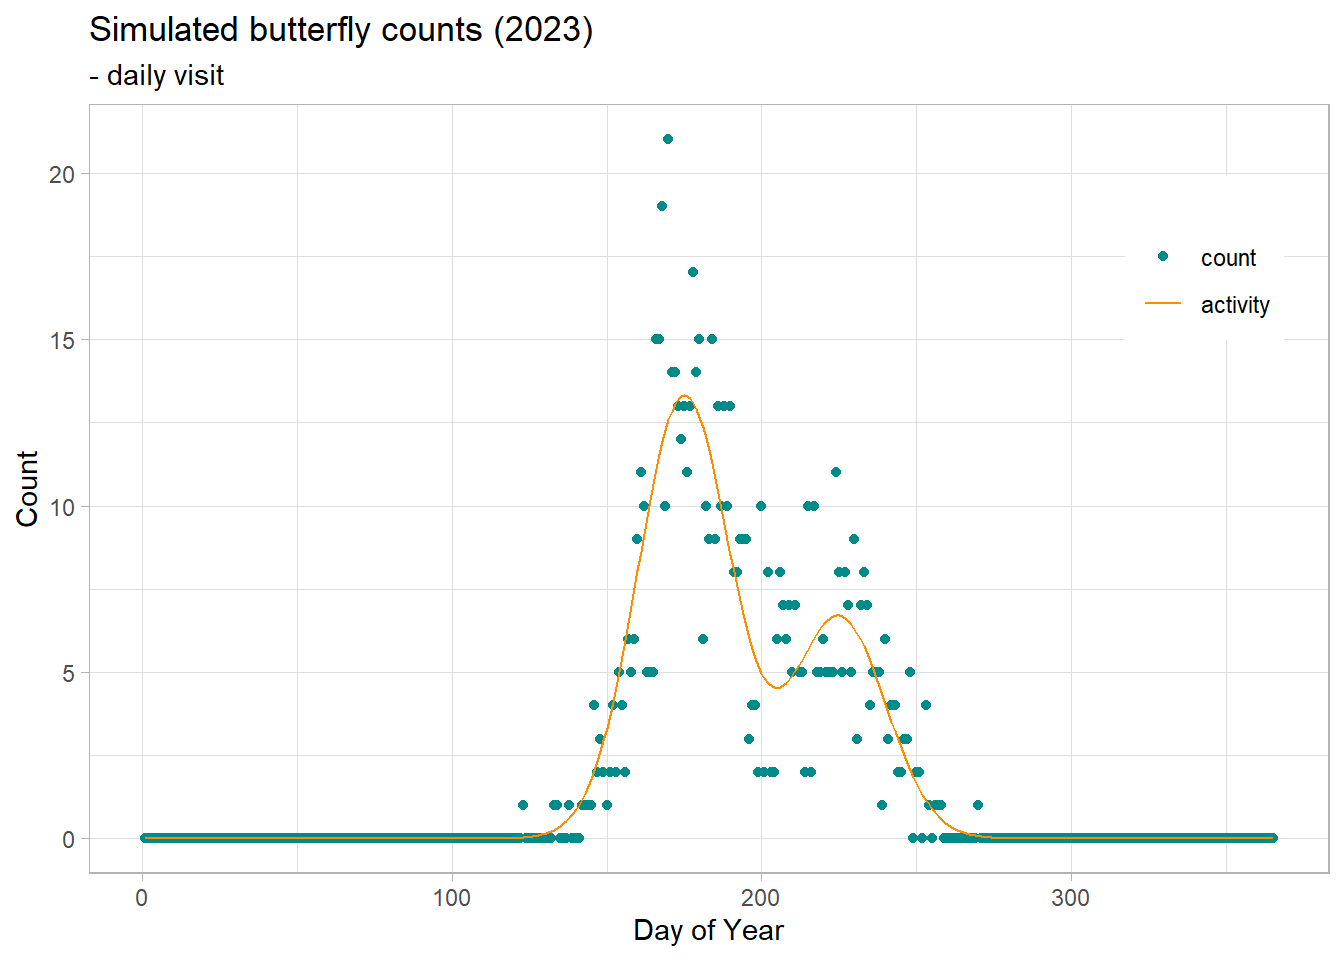 Simulated butterfly counts (2023)
- daily visit
20
15
10
5
0
Count
count
activity
0 100 200 300
Day of Year